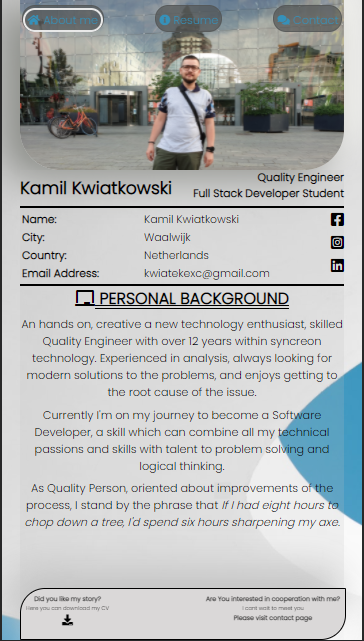 About me
Resume
Contact
Kamil Kwiatkowski
Quality Engineer
Full Stack Developer Student
Name: Kamil Kwiatkowski
City: Waalwijk
Country: Netherlands
Email Address: kwiatekexc@gmail.com
PERSONAL BACKGROUND
An hands on, creative a new technology enthusiast, skilled
Quality Engineer with over 12 years within syncreon
technology. Experienced in analysis, always looking for
modern solutions to the problems, and enjoys getting to
the root cause of the issue.
Currently I'm on my journey to become a Software
Developer, a skill which can combine all my technical
passions and skills with talent to problem solving and
logical thinking.
As Quality Person, oriented about improvements of the
process, I stand by the phrase that If I had eight hours to
chop down a tree, I'd spend six hours sharpening my axe.
Did you like my story?
Here you can download my CV
Are You interested in cooperation with me?
I cant wait to meet you
Please visit contact page